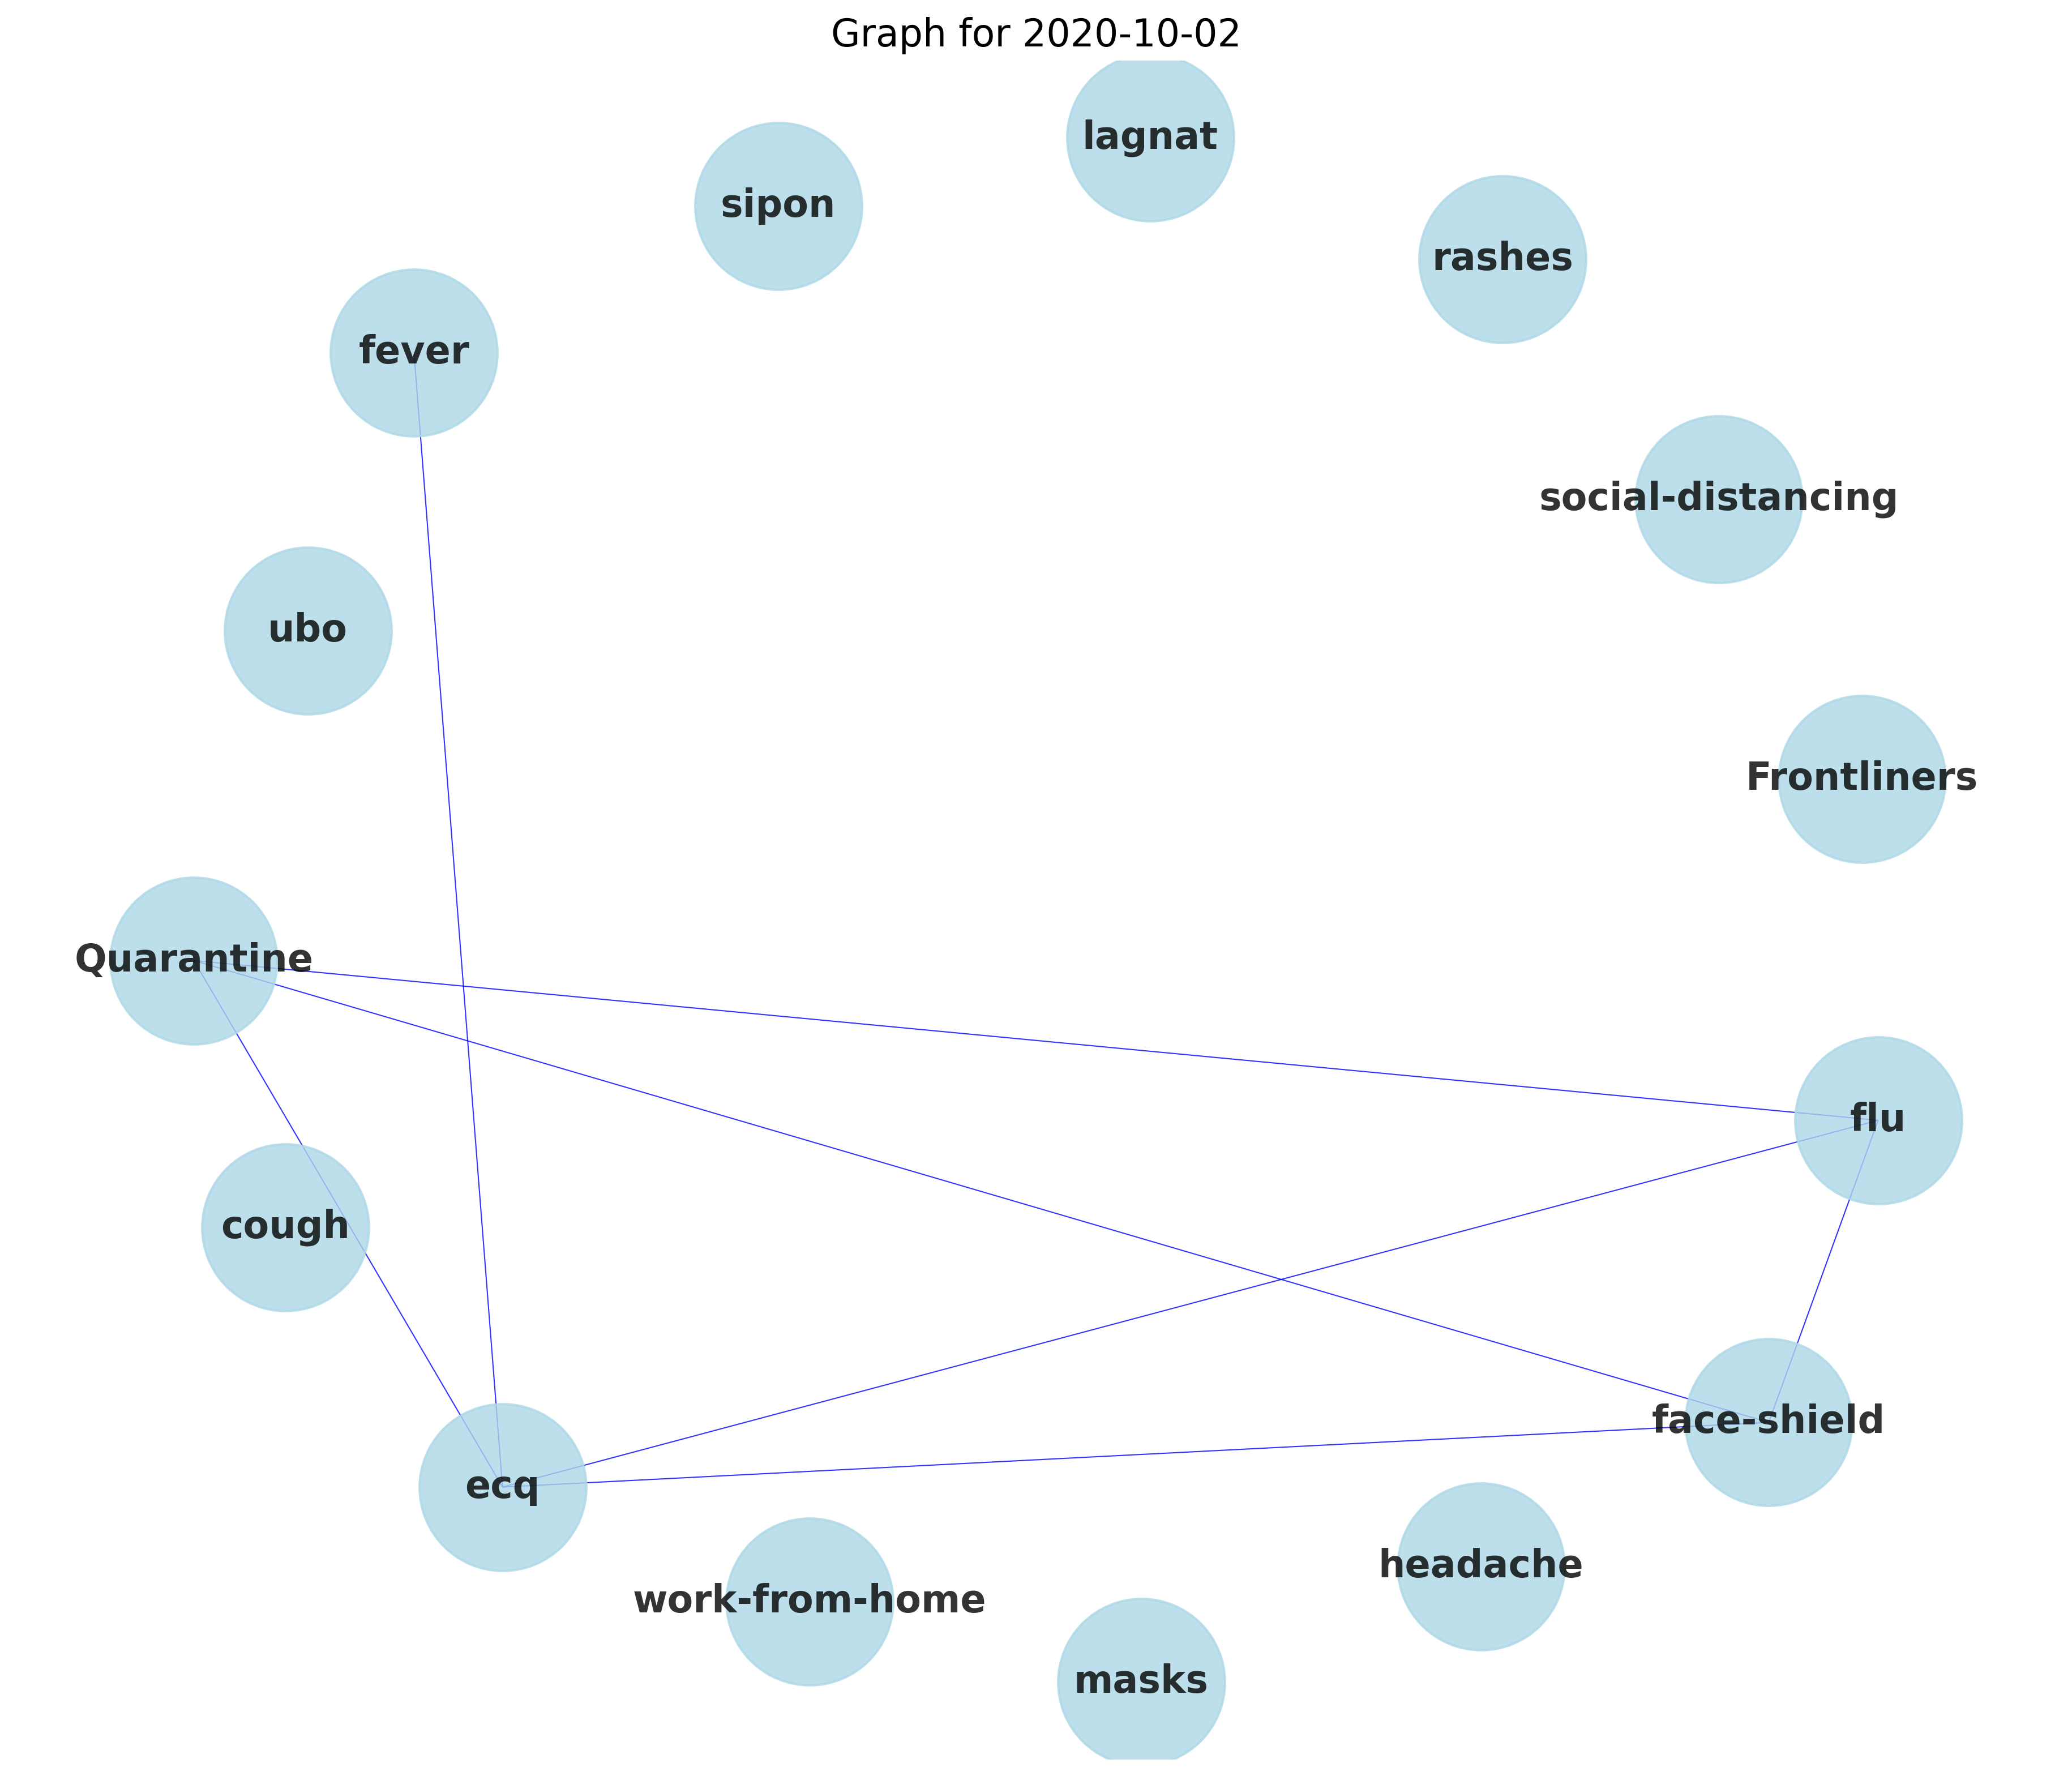 Graph for 2020-10-02
lagnat
sipon
rashes
fever
social-distancing
ubo
Frontliners
Quarantine
flu
cough
face-shield
ecq
headache
work-from-home
masks